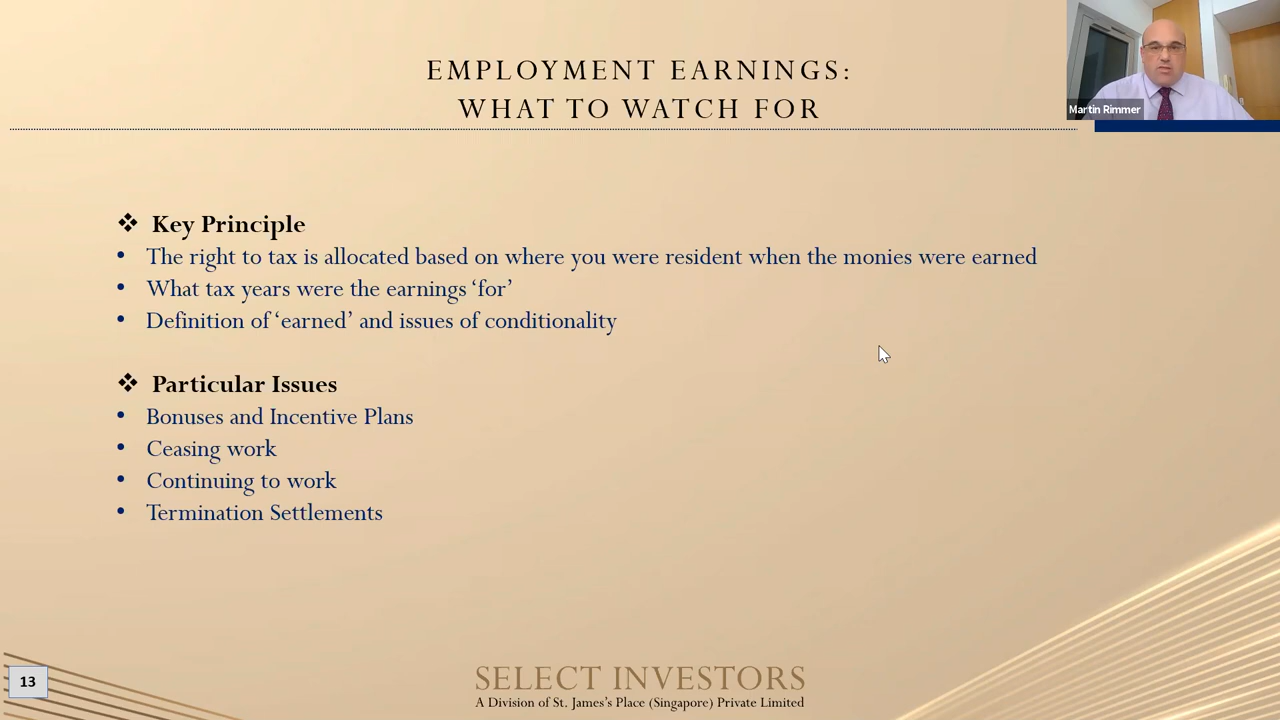 EMPLOYMENT EARNINGS:
WHAT TO WATCH FOR
Martin Rimmer
❖ Key Principle
• The right to tax is allocated based on where you were resident when the monies were earned
• What tax years were the earnings ‘for’
• Definition of ‘earned’ and issues of conditionality
❖ Particular Issues
• Bonuses and Incentive Plans
• Ceasing work
• Continuing to work
• Termination Settlements
13
SELECT INVESTORS
A Division of St. James’s Place (Singapore) Private Limited